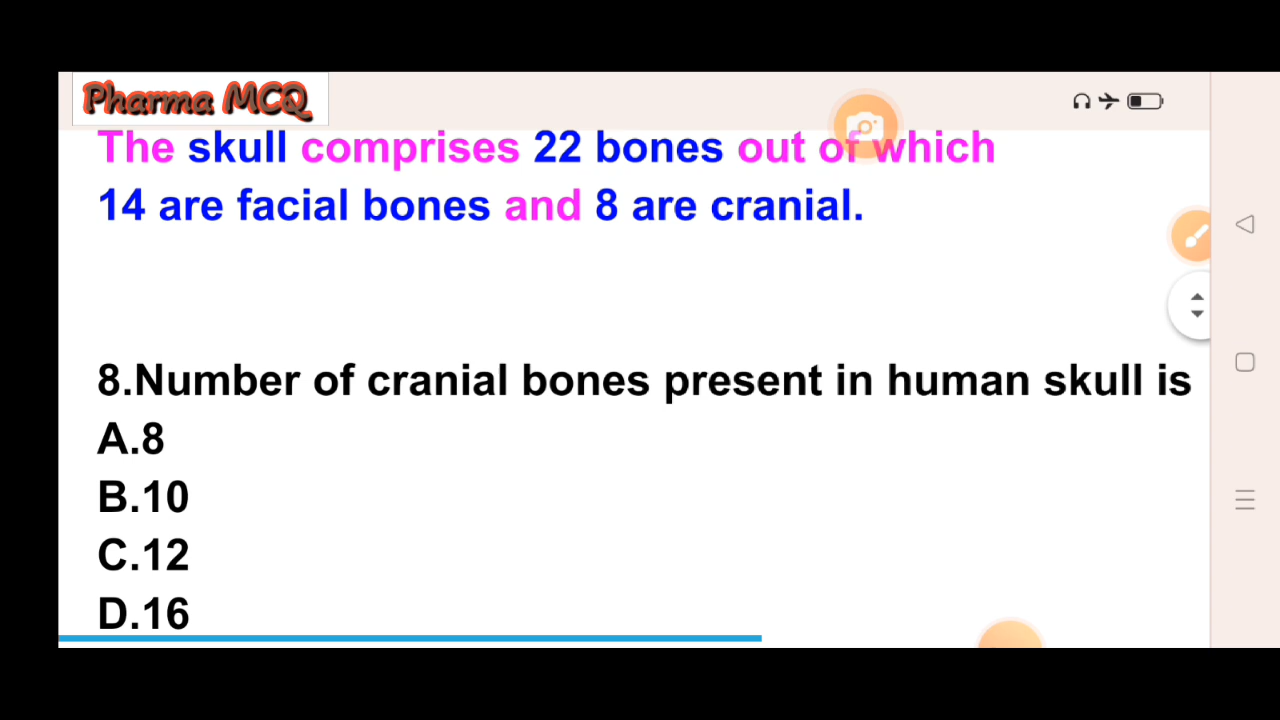 Pharma MCQ
The skull comprises 22 bones out of which
14 are facial bones and 8 are cranial.
8.Number of cranial bones present in human skull is
A.8
B.10
C.12
D.16